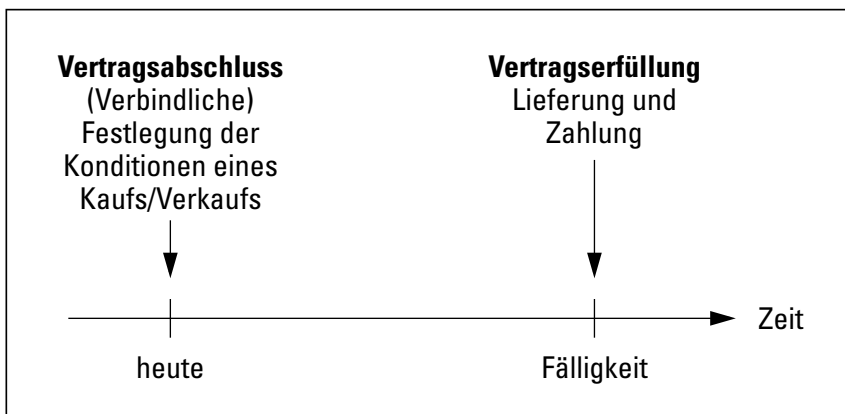 Vertragsabschluss
(Verbindliche)
Festlegung der
Konditionen eines
Kaufs/Verkaufs
Vertragserfüllung
Lieferung und
Zahlung
Zeit
heute
Fälligkeit